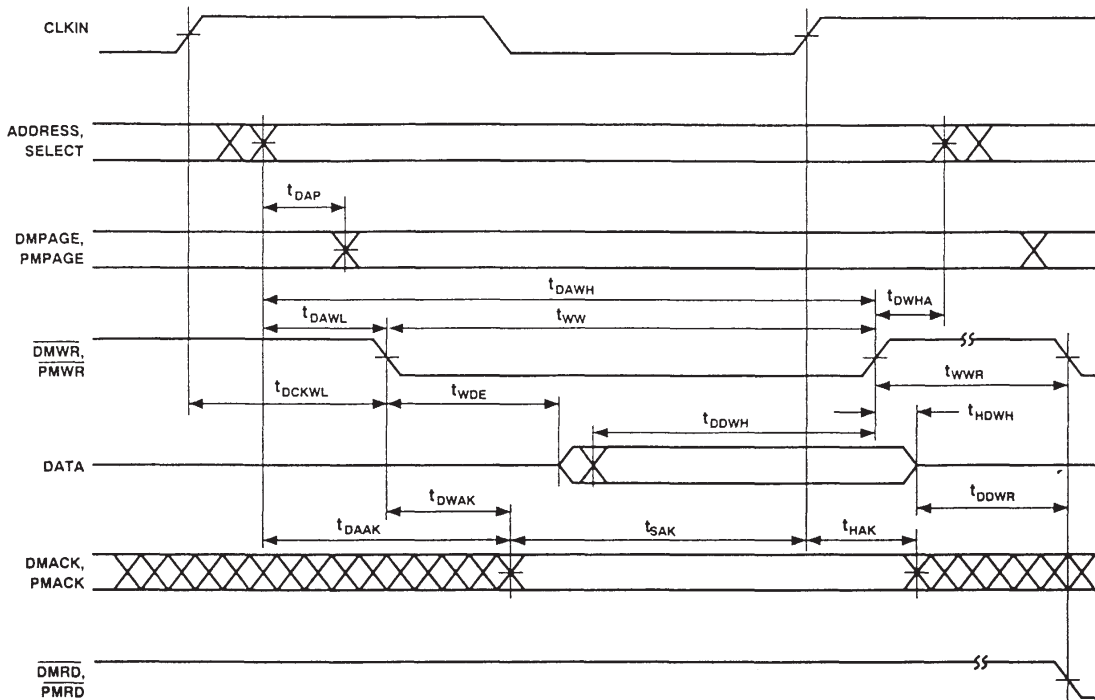 CLKIN
ADDRESS,
SELECT
tDAP
DMPAGE,
PMPAGE
tDAWH
tDWHA
tDAWL
tWW
DMWR,
PMWR
tWWR
tDCKWL
tWDE
tHDWH
tDDWH
DATA
tDWAK
tDDWR
tDAAK
tSAK
tHAK
DMACK,
PMACK
DMRD,
PMRD